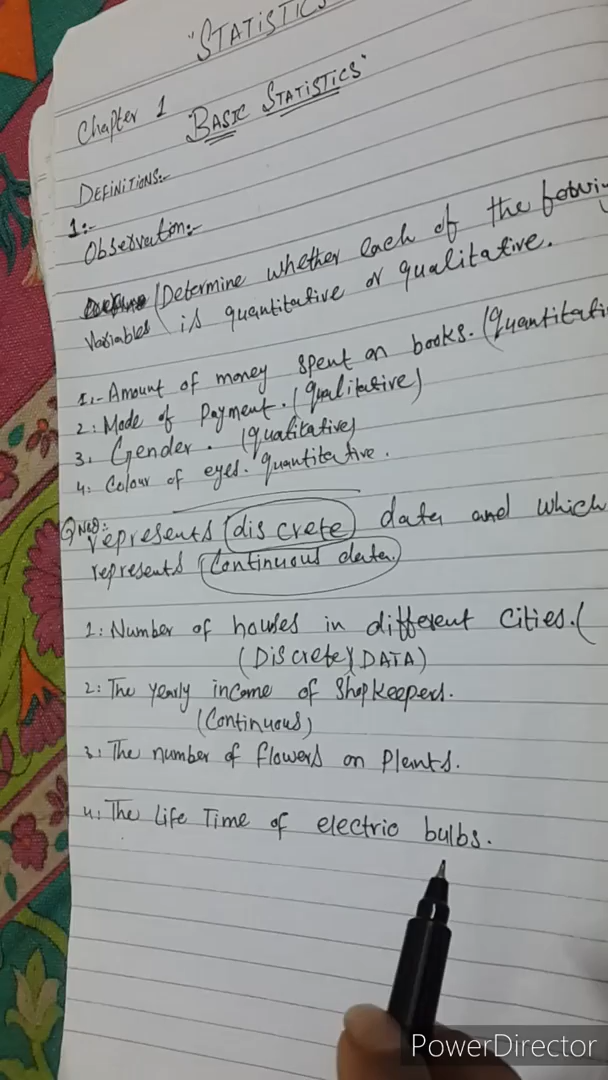 "STATISTICS
Chapter 1
BASIC STATISTICS"
DEFINITIONS:-
1:-
Observation:-
(Determine whether each of the
Variables is quantitative or qualitative.
1.- Amount of money spent on books. (Quantitati
2: Mode of Payment. (qualitative)
3. Gender. (qualitative)
4: Colour of eyes. quantitative.
Q No2:
represents discrete data and which
represents Continuous data.
1: Number of houses in different Cities. (
(Discrete)(DATA)
2: The yearly income of Shopkeepers.
(Continuous)
3: The number of flowers on Plants.
4: The Life Time of electric bulbs.
PowerDirector